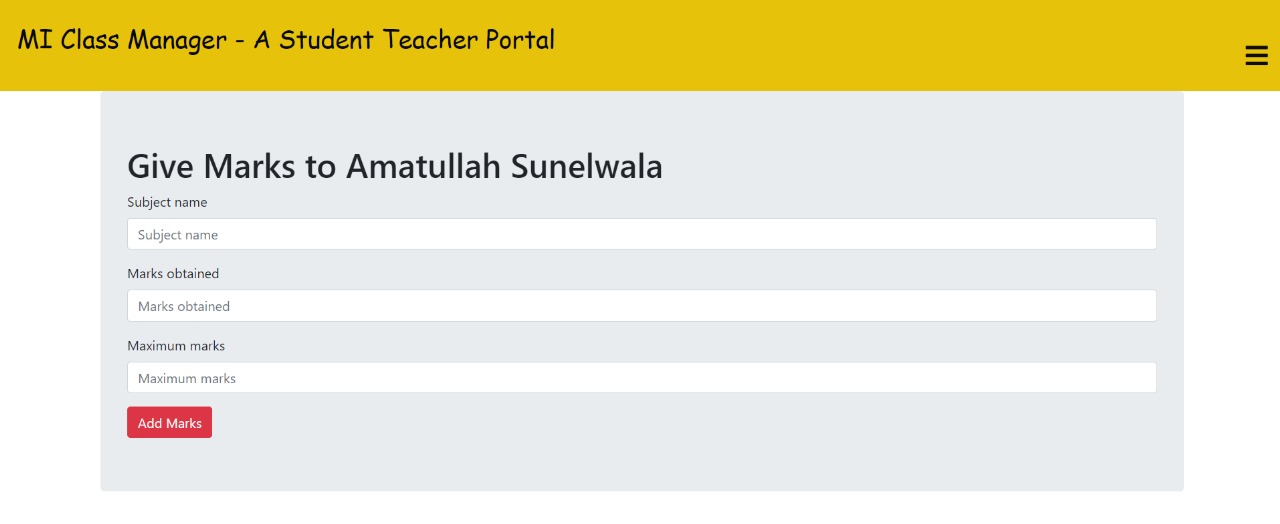 MI Class Manager - A Student Teacher Portal
Give Marks to Amatullah Sunelwala
Subject name
Subject name
Marks obtained
Marks obtained
Maximum marks
Maximum marks
Add Marks